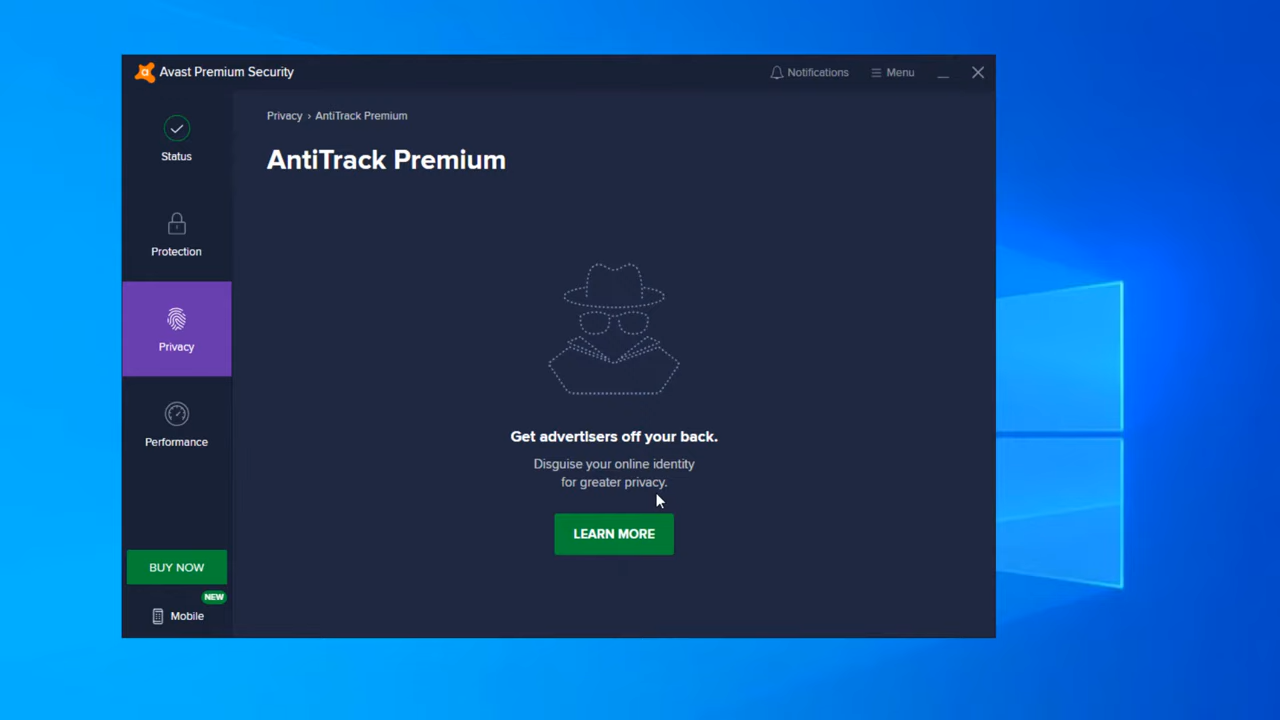 Avast Premium Security
Notifications
Menu
Status
Protection
Privacy
Performance
BUY NOW
NEW
Mobile
Privacy › AntiTrack Premium
AntiTrack Premium
Get advertisers off your back.
Disguise your online identity
for greater privacy.
LEARN MORE